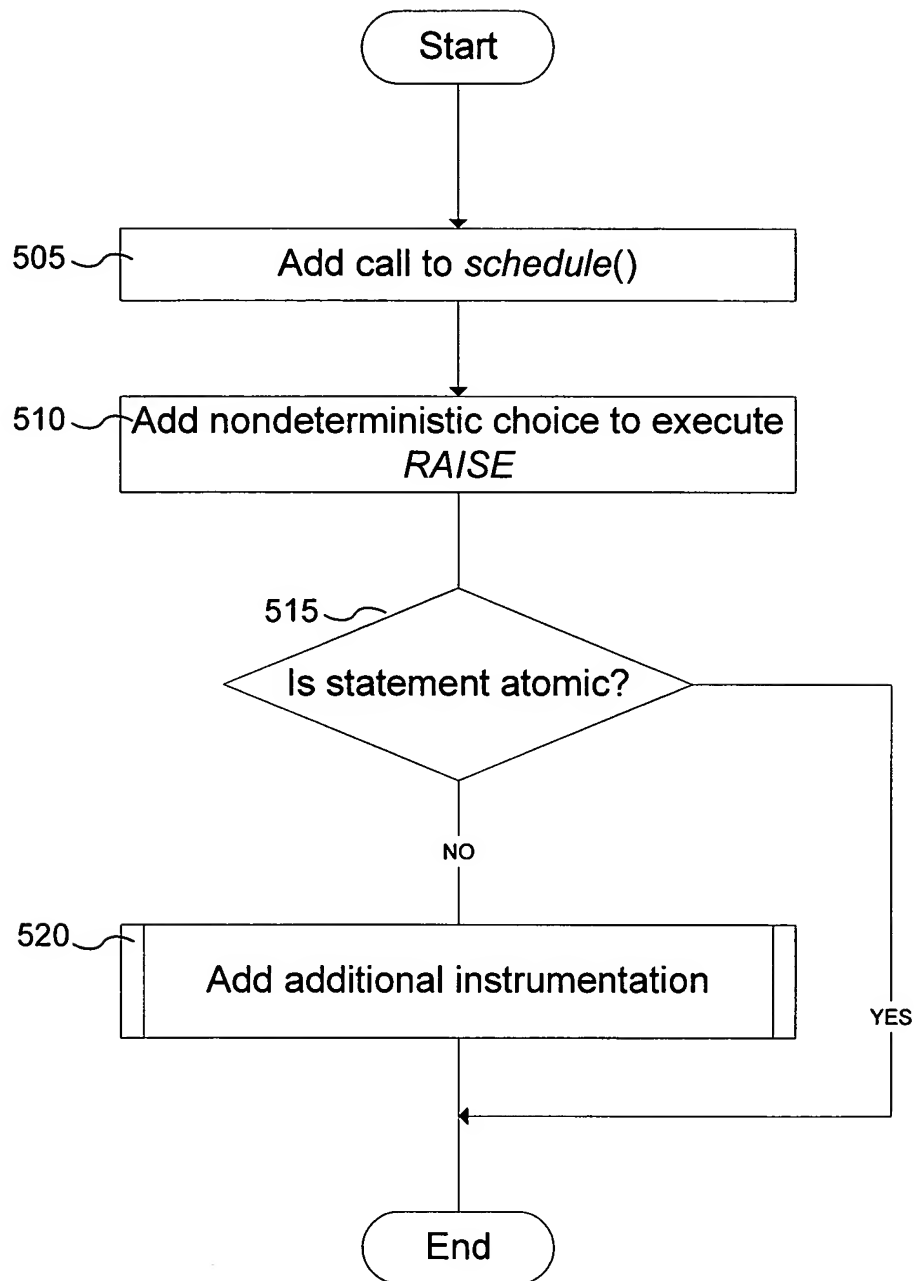 Start
505
Add call to schedule()
510
Add nondeterministic choice to execute
RAISE
515
Is statement atomic?
NO
520
Add additional instrumentation
YES
End